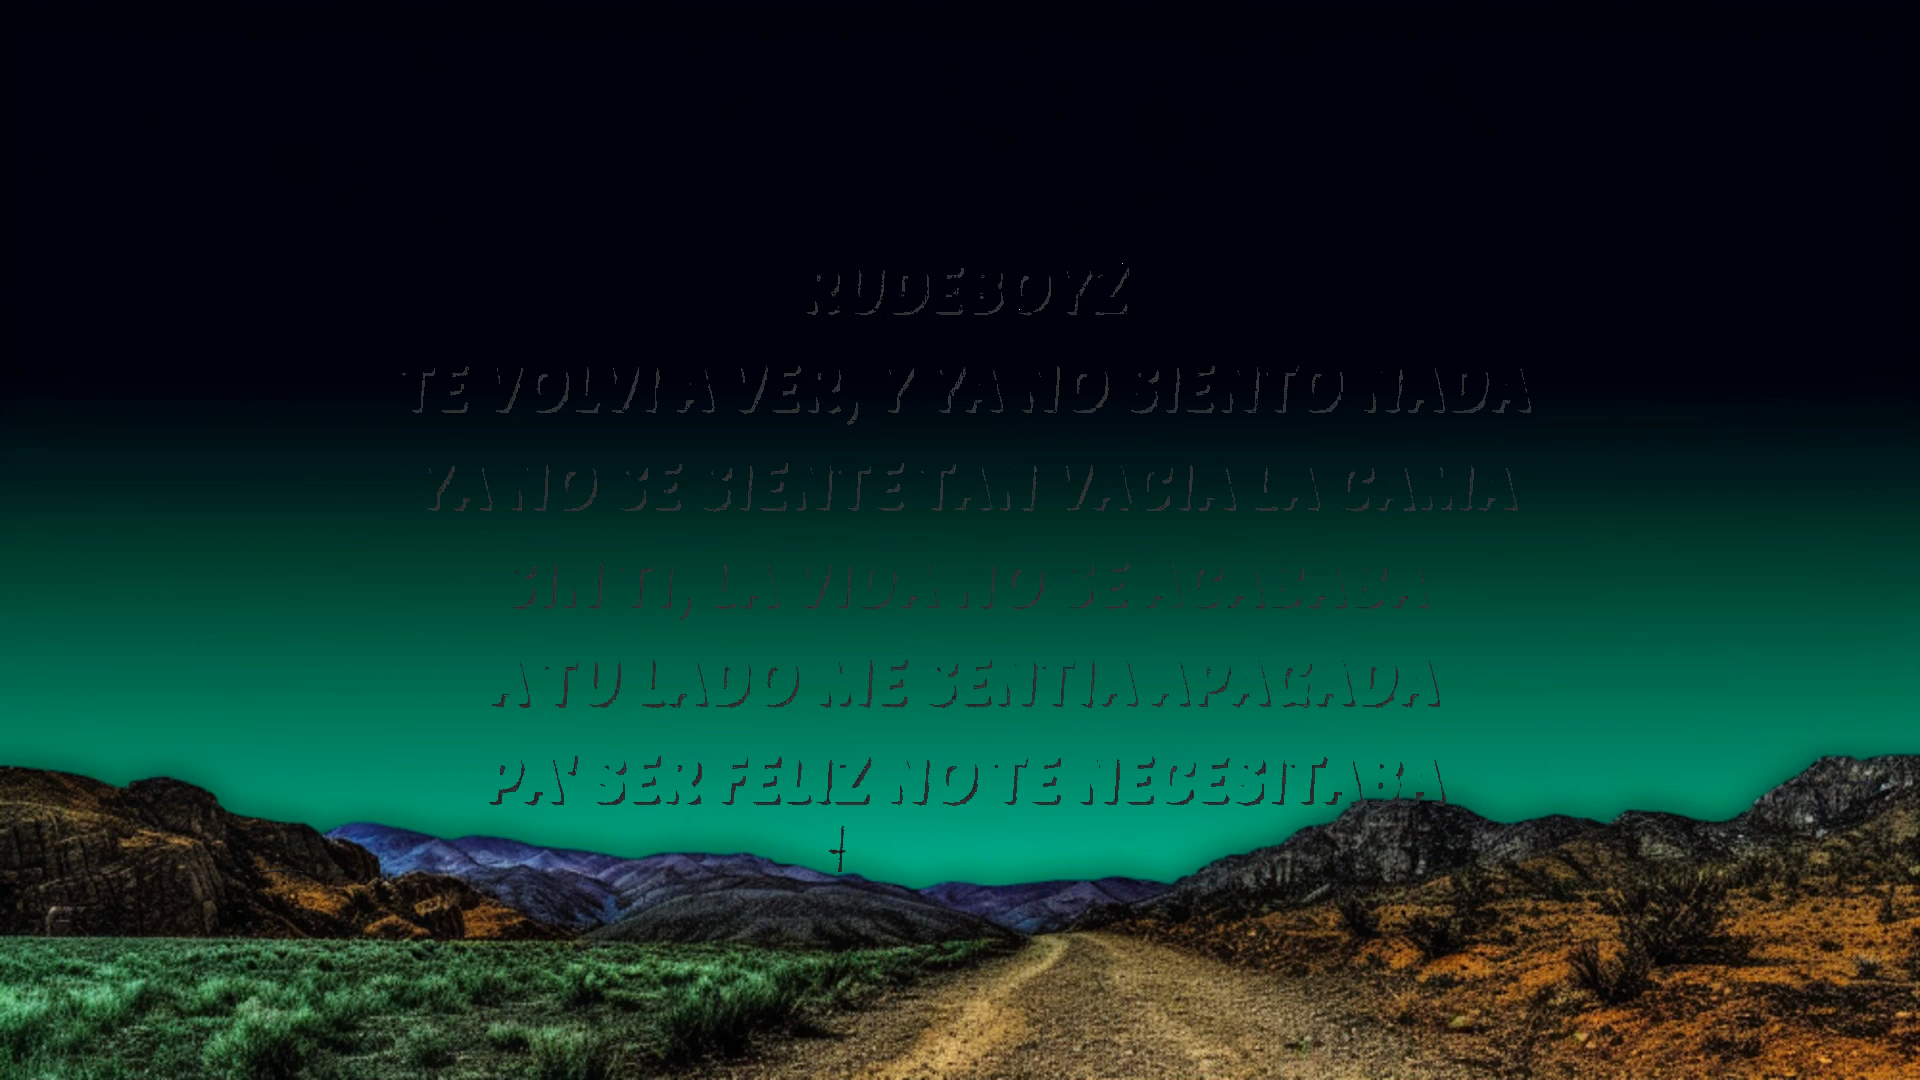 RUDEBOYZ
TE VOLVI A VER, Y YA NO SIENTO NADA
YA NO SE SIENTE TAN VACIA LA CAMA
SIN TI, LA VIDA NO SE ACABABA
A TU LADO ME SENTIA APAGADA
PA' SER FELIZ NO TE NECESITABA